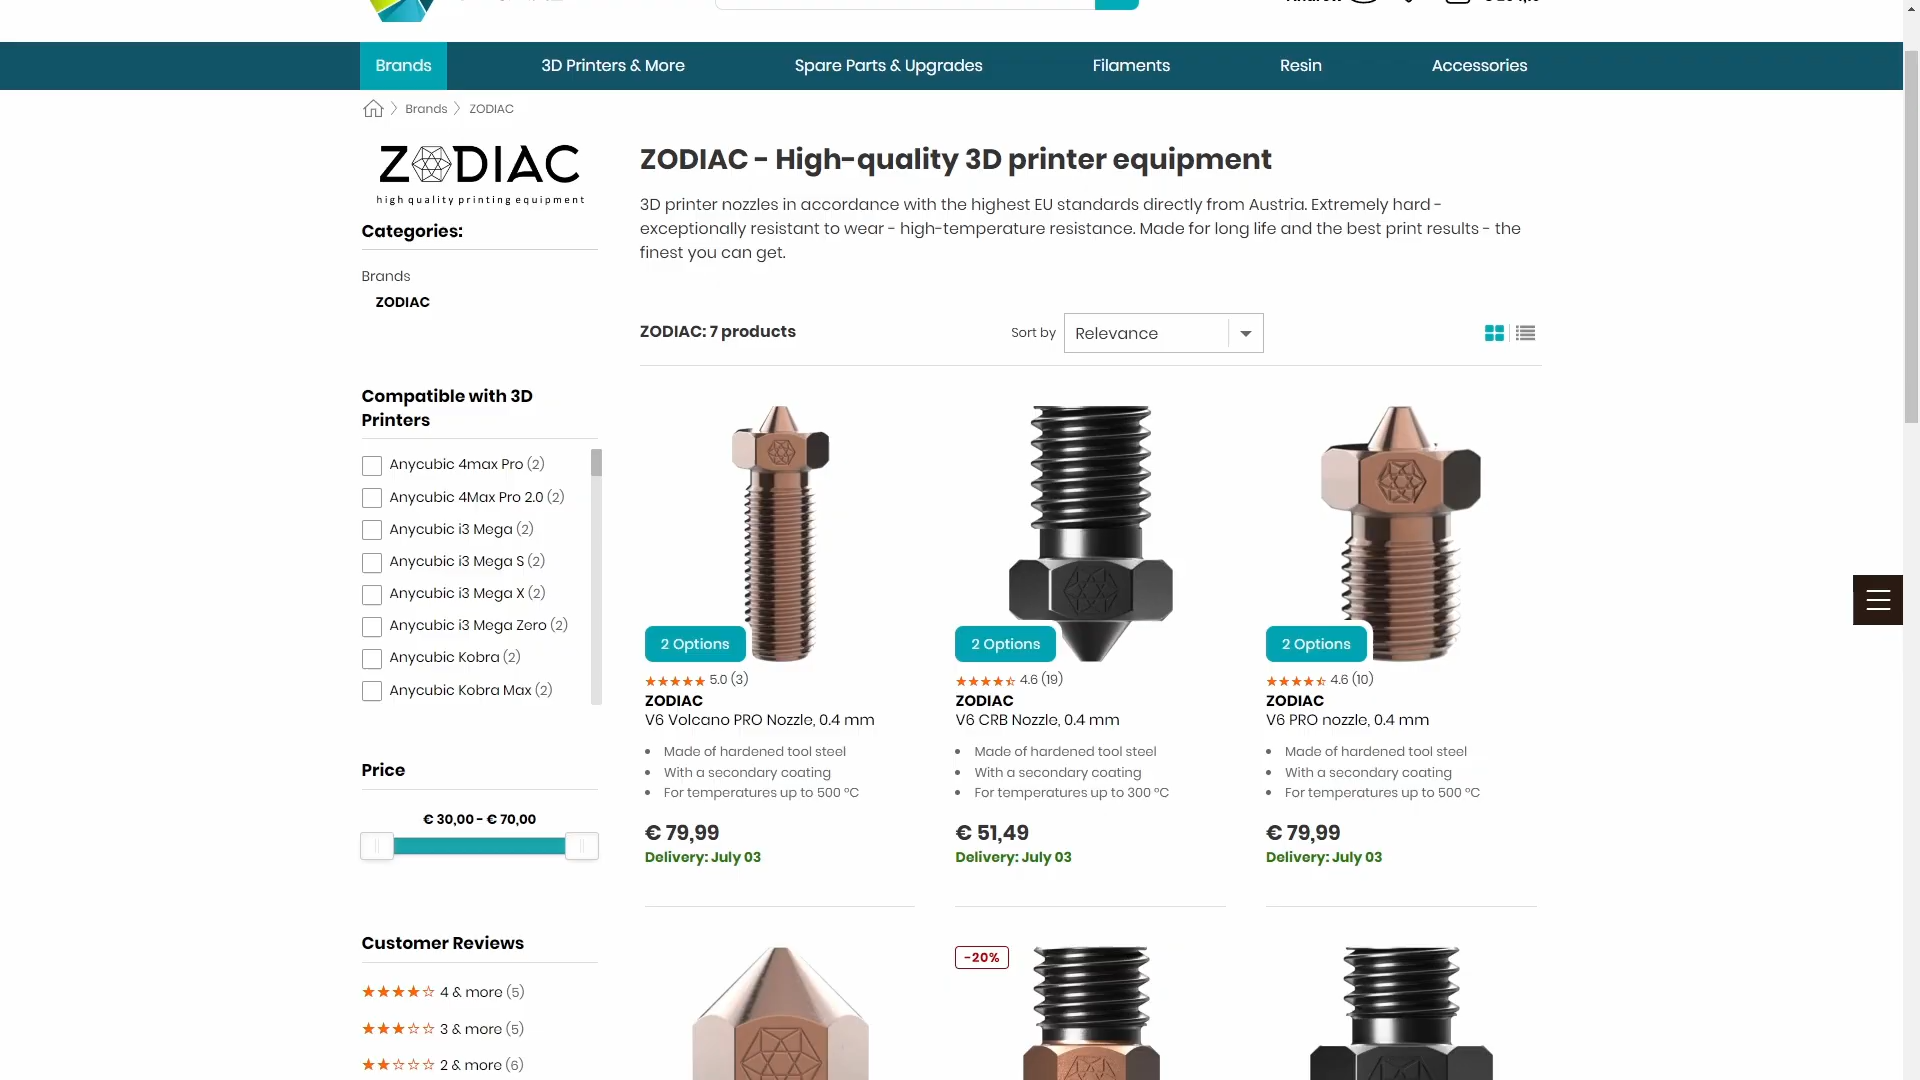 Brands
3D Printers & More
Spare Parts & Upgrades
Filaments
Resin
Accessories
Brands
ZODIAC
ZODIAC
high quality printing equipment
Categories:
Brands
ZODIAC
Compatible with 3D
Printers
Anycubic 4max Pro (2)
Anycubic 4Max Pro 2.0 (2)
Anycubic i3 Mega (2)
Anycubic i3 Mega S (2)
Anycubic i3 Mega X (2)
Anycubic i3 Mega Zero (2)
Anycubic Kobra (2)
Anycubic Kobra Max (2)
Price
€ 30,00 - € 70,00
Customer Reviews
4 & more (5)
3 & more (5)
2 & more (6)
ZODIAC - High-quality 3D printer equipment
3D printer nozzles in accordance with the highest EU standards directly from Austria. Extremely hard -
exceptionally resistant to wear - high-temperature resistance. Made for long life and the best print results - the
finest you can get.
ZODIAC: 7 products
Sort by
Relevance
2 Options
5.0 (3)
ZODIAC
V6 Volcano PRO Nozzle, 0.4 mm
• Made of hardened tool steel
• With a secondary coating
• For temperatures up to 500 °C
€ 79,99
Delivery: July 03
2 Options
4.6 (19)
ZODIAC
V6 CRB Nozzle, 0.4 mm
• Made of hardened tool steel
• With a secondary coating
• For temperatures up to 300 °C
€ 51,49
Delivery: July 03
2 Options
4.6 (10)
ZODIAC
V6 PRO nozzle, 0.4 mm
• Made of hardened tool steel
• With a secondary coating
• For temperatures up to 500 °C
€ 79,99
Delivery: July 03
-20%